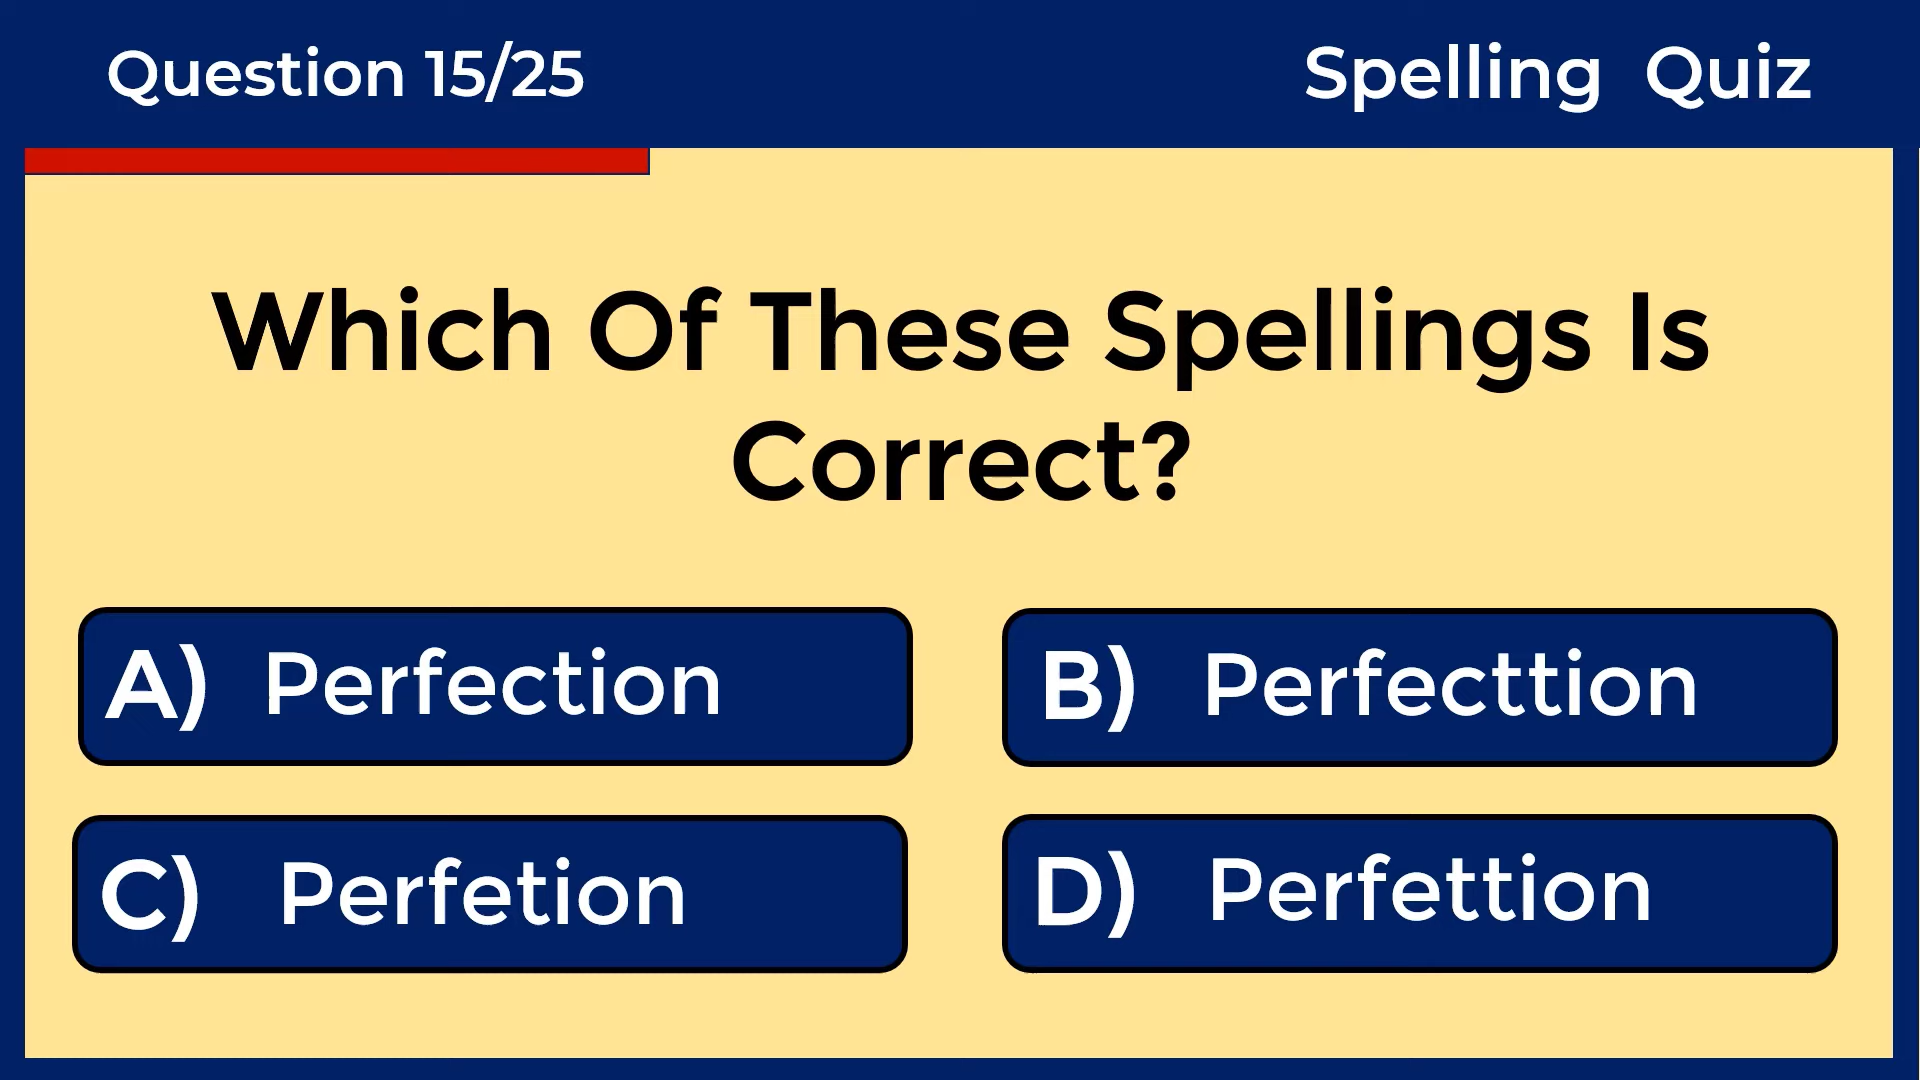 Question 15/25
Spelling Quiz
Which Of These Spellings Is
Correct?
A) Perfection
B) Perfecttion
C) Perfetion
D) Perfettion